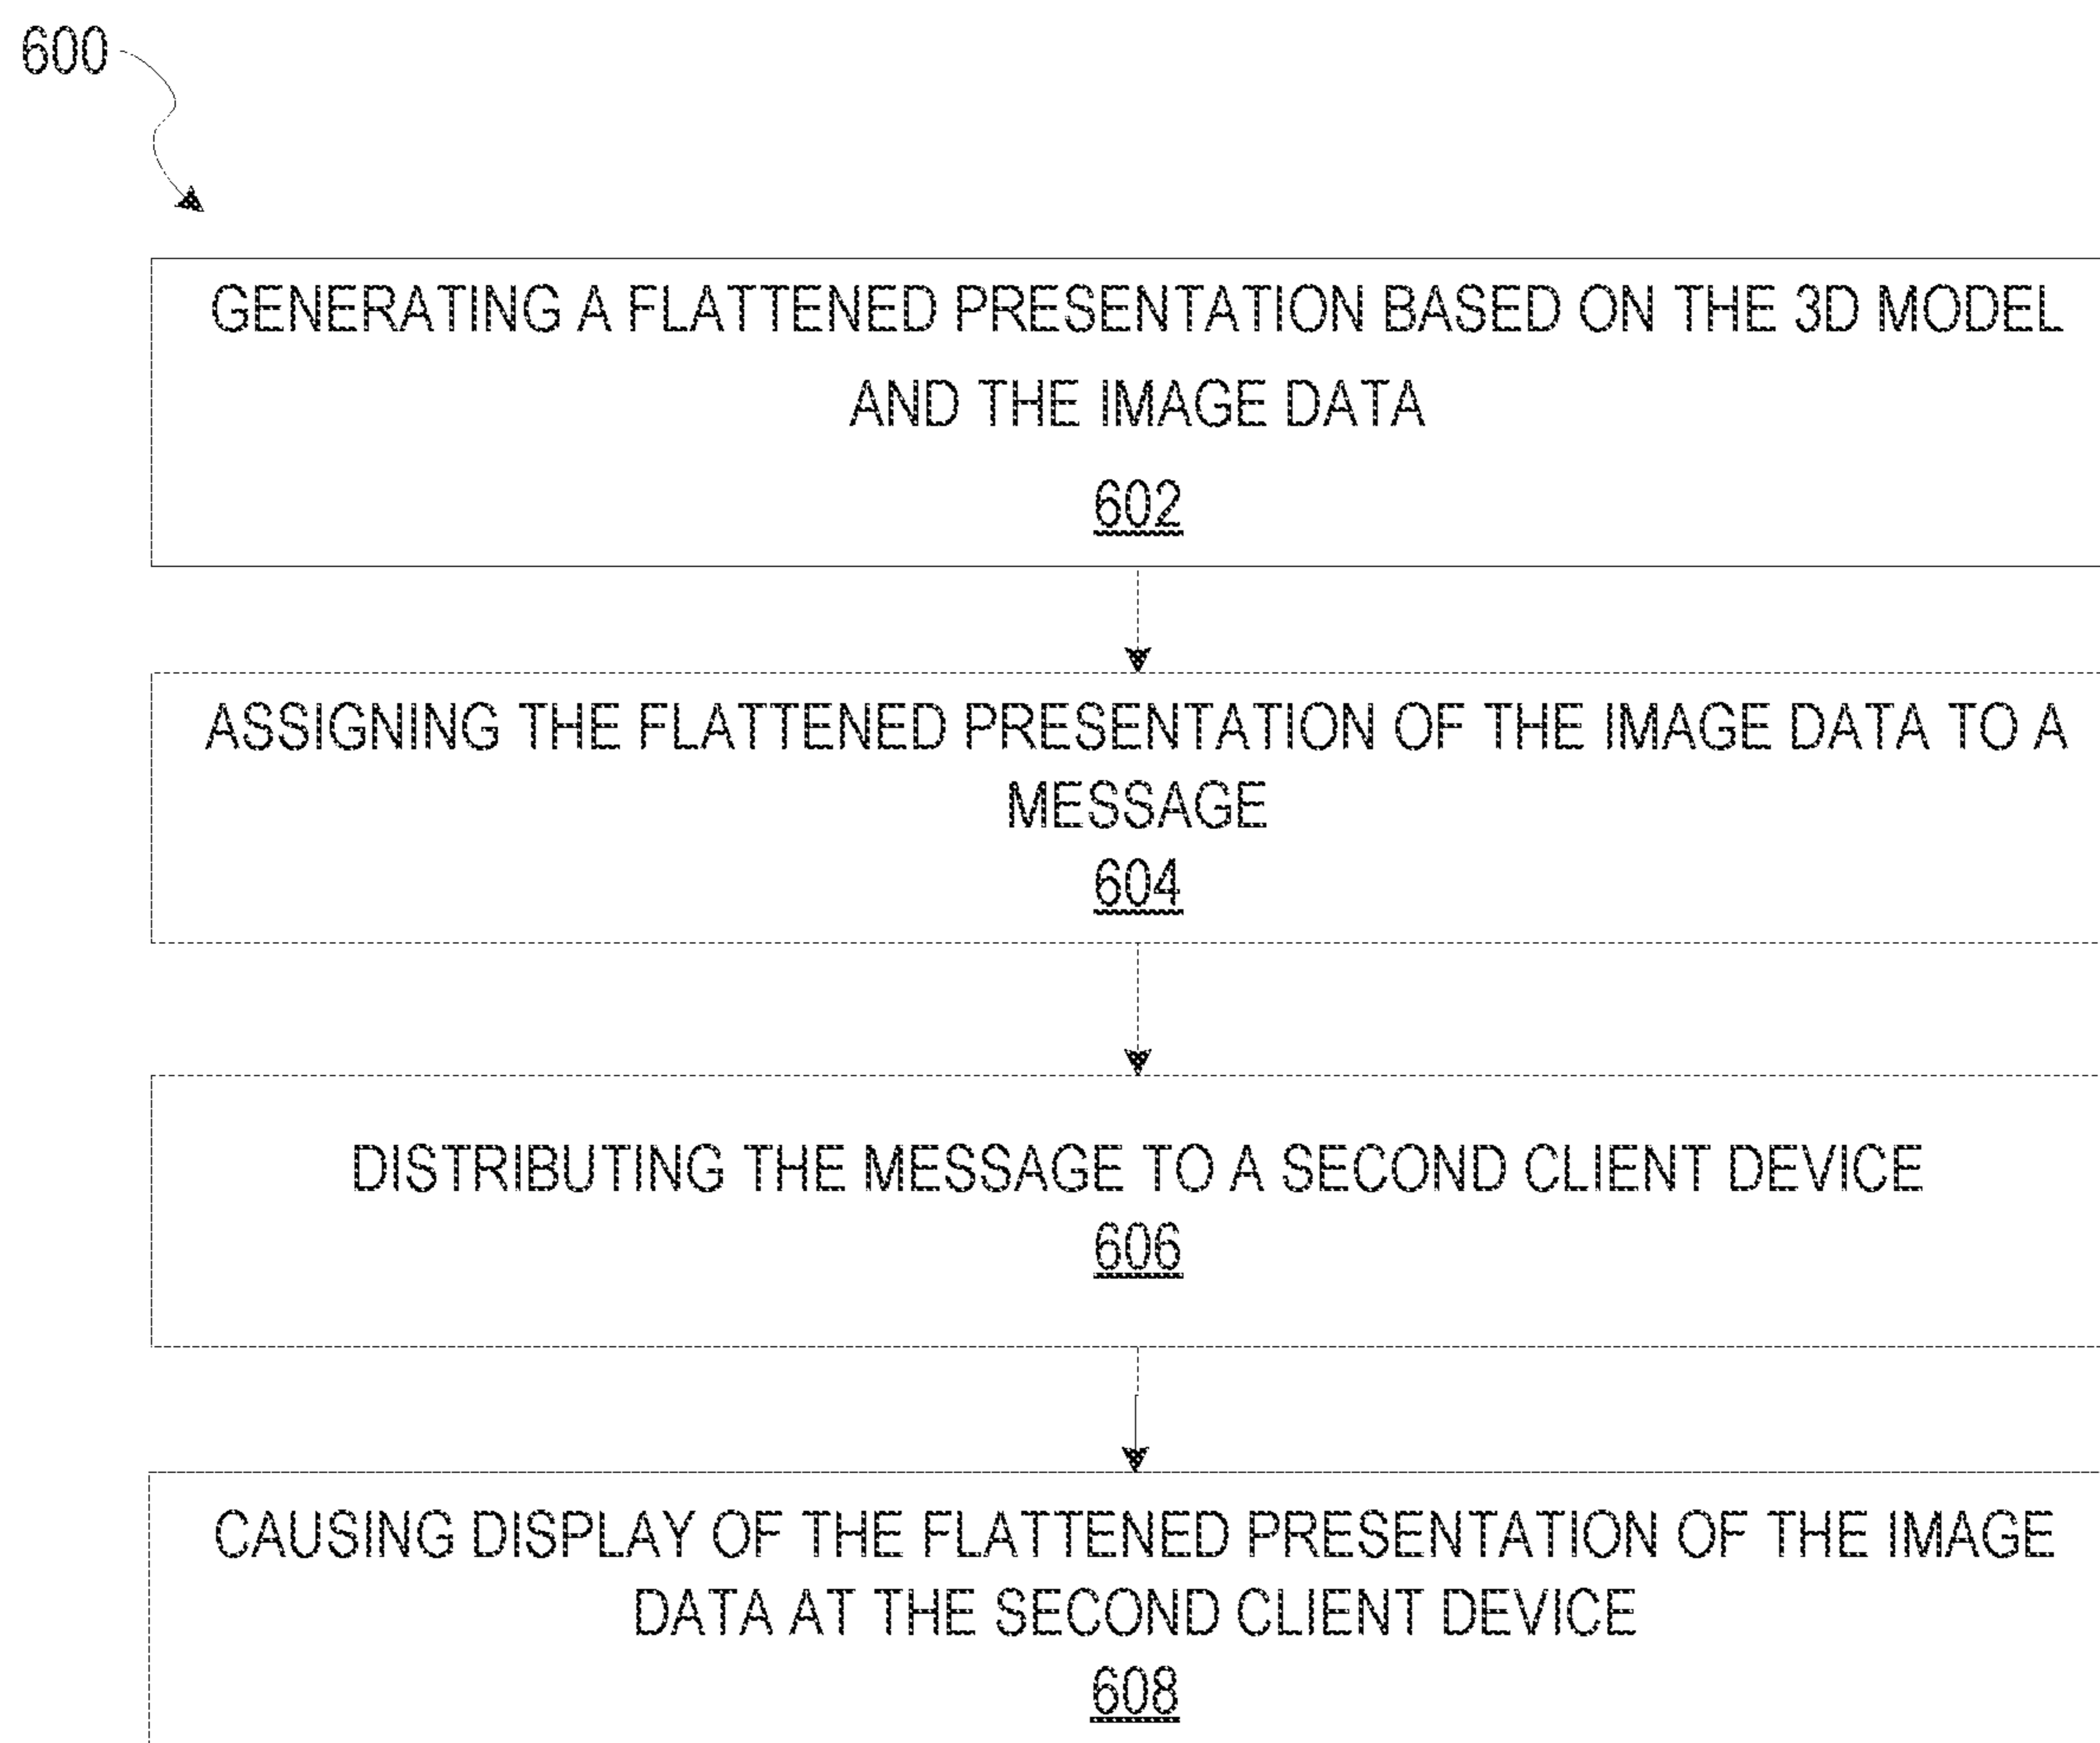 600
GENERATING A FLATTENED PRESENTATION BASED ON THE 3D MODEL
AND THE IMAGE DATA
602
ASSIGNING THE FLATTENED PRESENTATION OF THE IMAGE DATA TO A
MESSAGE
604
DISTRIBUTING THE MESSAGE TO A SECOND CLIENT DEVICE
606
CAUSING DISPLAY OF THE FLATTENED PRESENTATION OF THE IMAGE
DATA AT THE SECOND CLIENT DEVICE
608